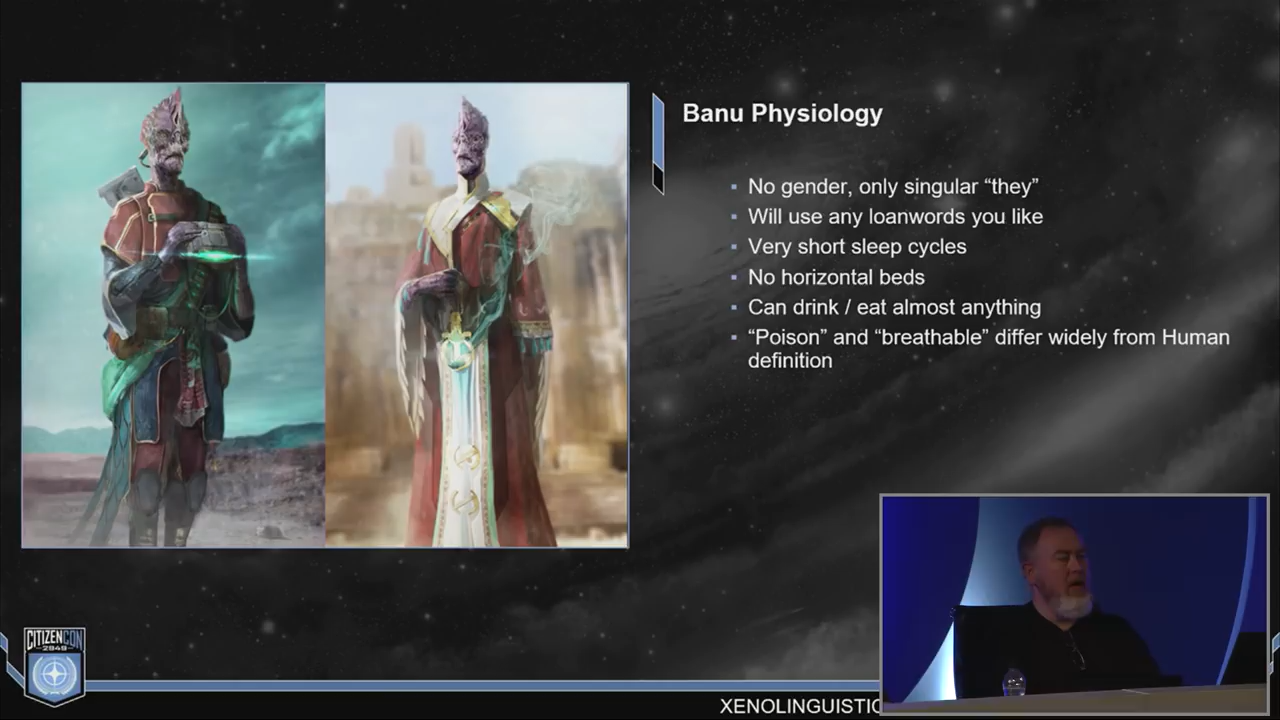 Banu Physiology
No gender, only singular “they”
Will use any loanwords you like
Very short sleep cycles
No horizontal beds
Can drink / eat almost anything
“Poison” and “breathable” differ widely from Human
definition
CITIZENCON
2949
XENOLINGUISTIC